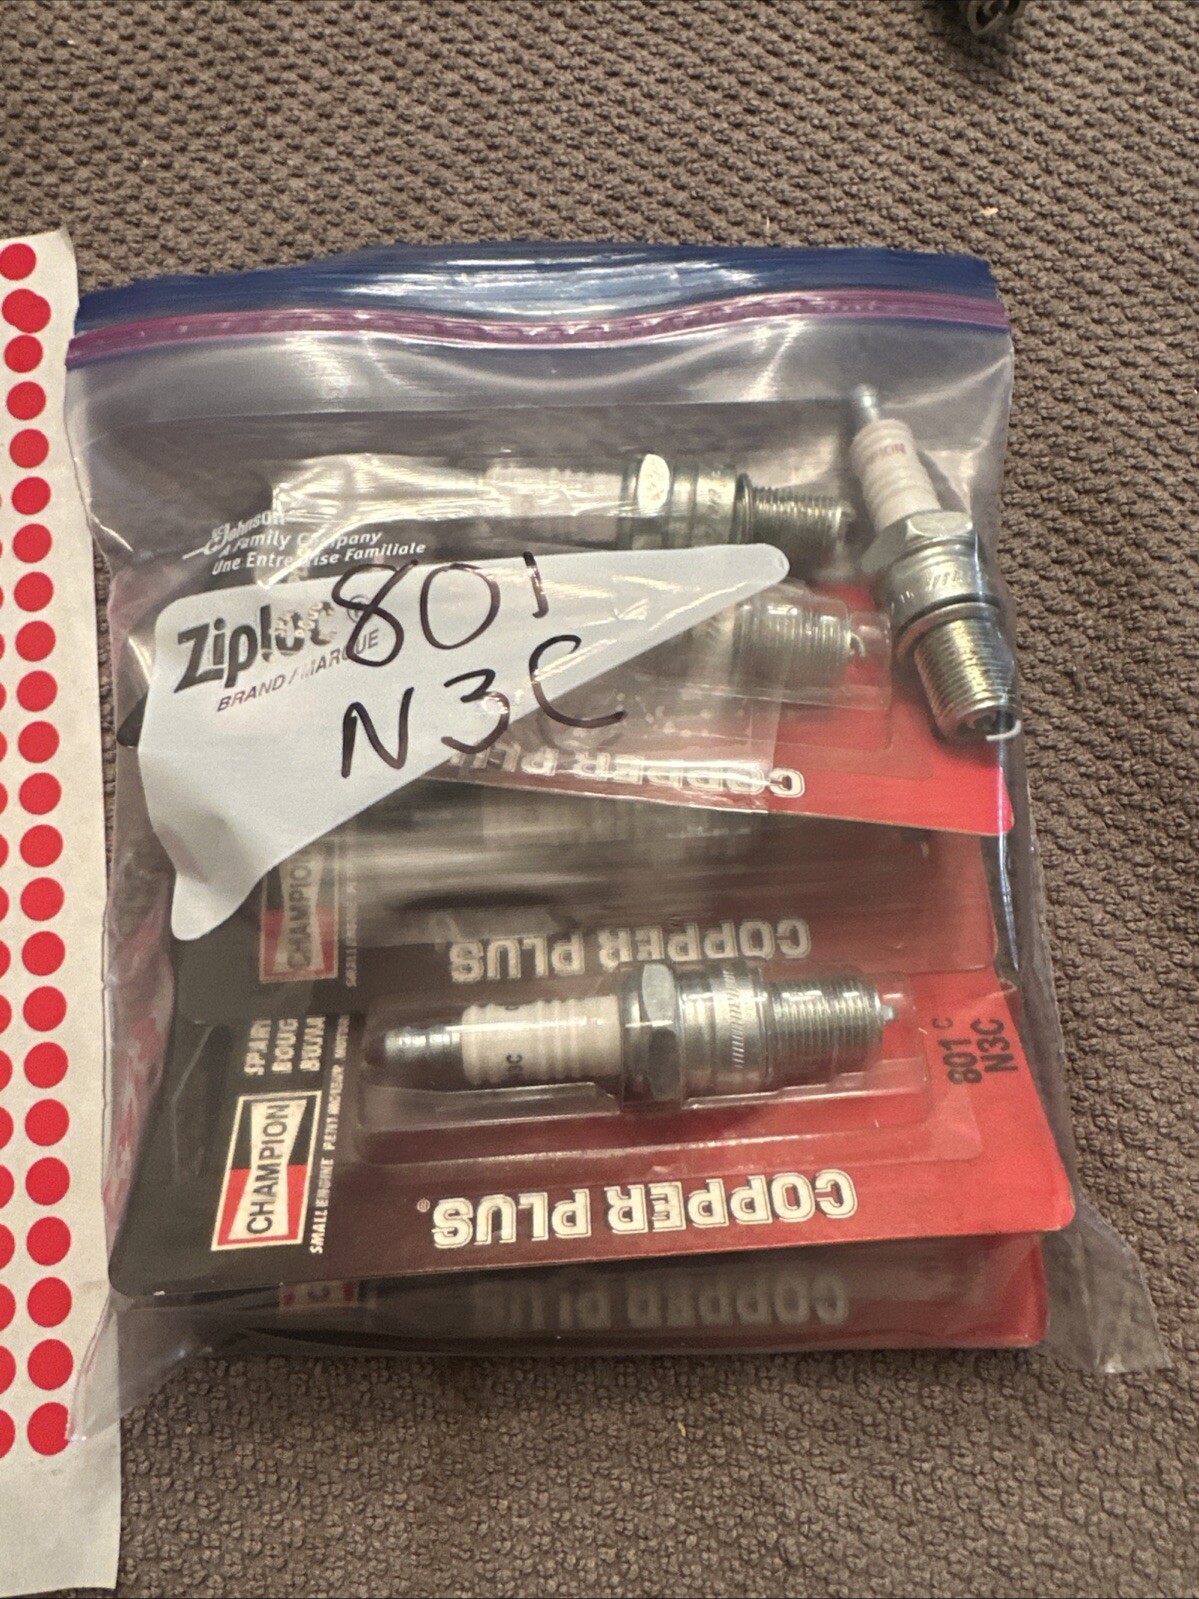 Johnson
A Family Company
Une Entreprise Familiale
Ziploc
BRAND / MARQUE
801
N3C
COPPER PLUS
CHAMPION
COPPER PLUS
3C
801 C
N3C
CHAMPION
SMALL ENGINE
COPPER PLUS®
COPPER PLUS